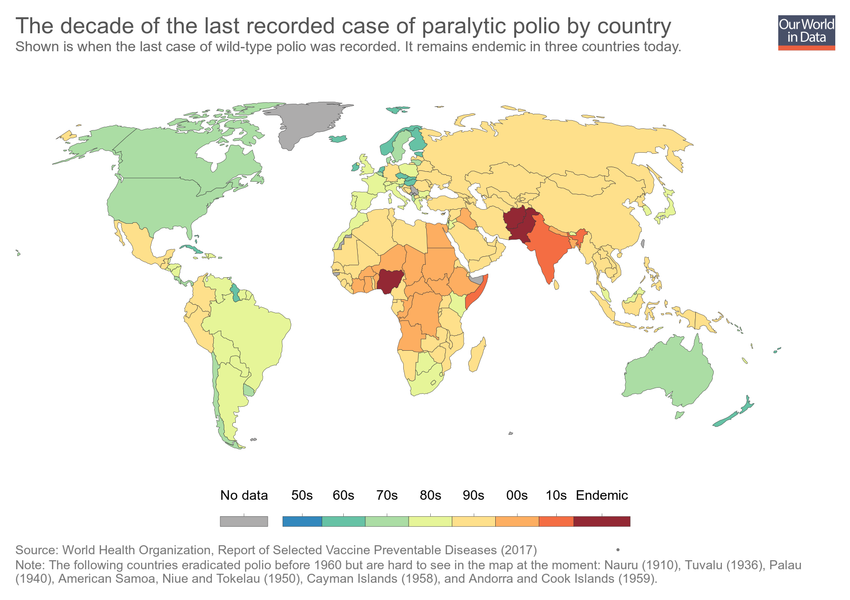 The decade of the last recorded case of paralytic polio by country
Shown is when the last case of wild-type polio was recorded. It remains endemic in three countries today.
Our World
in Data
No data 50s 60s 70s 80s 90s 00s 10s Endemic
Source: World Health Organization, Report of Selected Vaccine Preventable Diseases (2017) •
Note: The following countries eradicated polio before 1960 but are hard to see in the map at the moment: Nauru (1910), Tuvalu (1936), Palau
(1940), American Samoa, Niue and Tokelau (1950), Cayman Islands (1958), and Andorra and Cook Islands (1959).